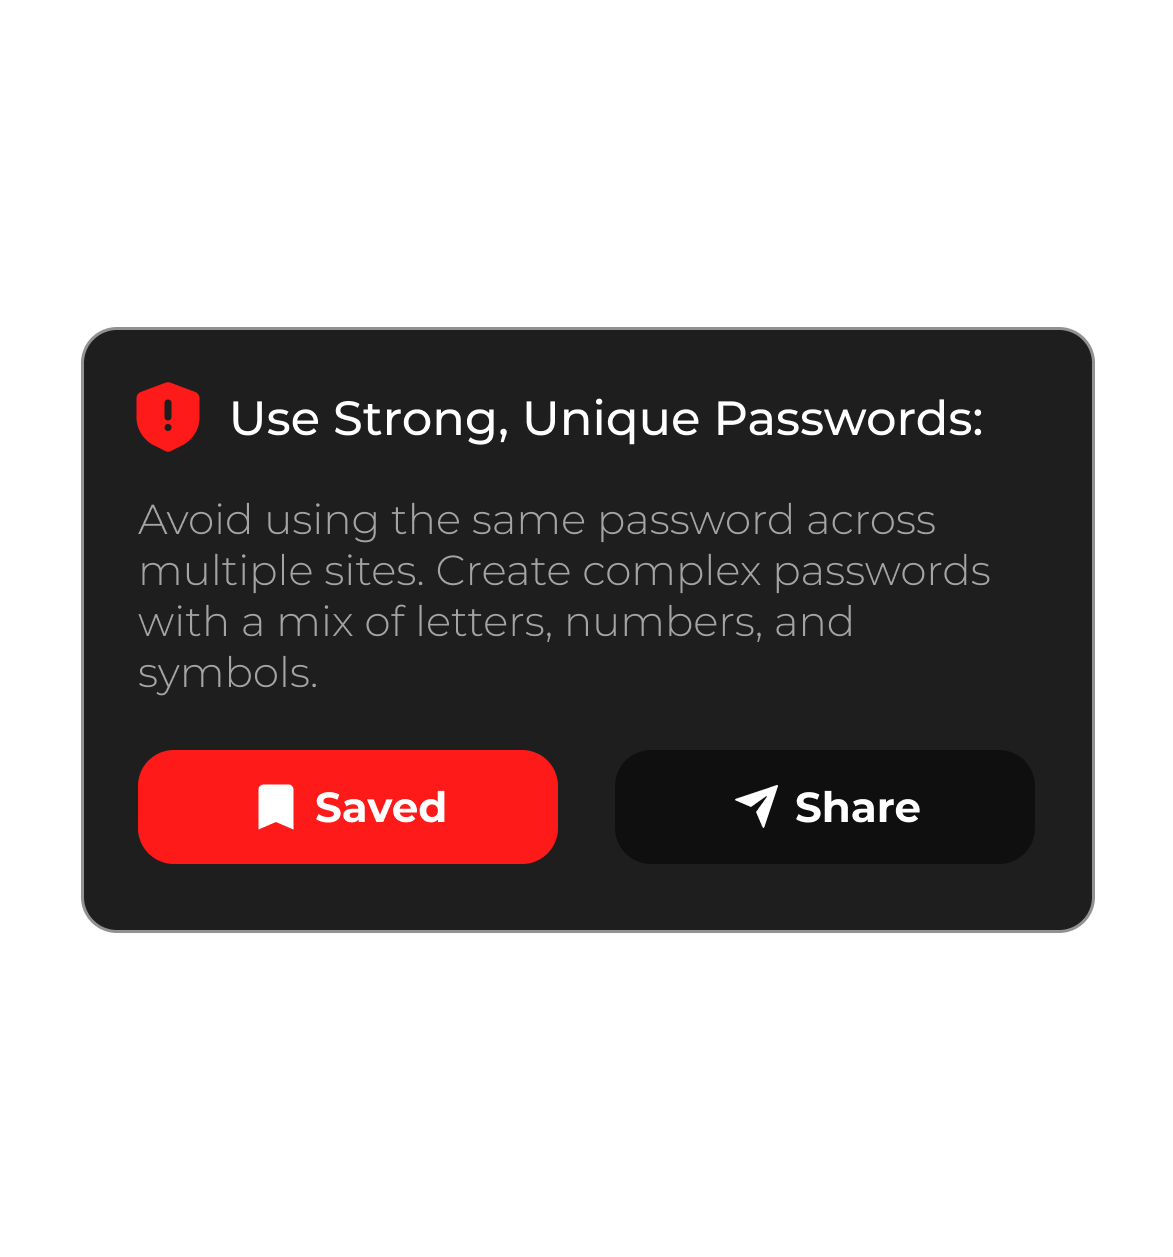 Use Strong, Unique Passwords:
Avoid using the same password across
multiple sites. Create complex passwords
with a mix of letters, numbers, and
symbols.
Saved
Share